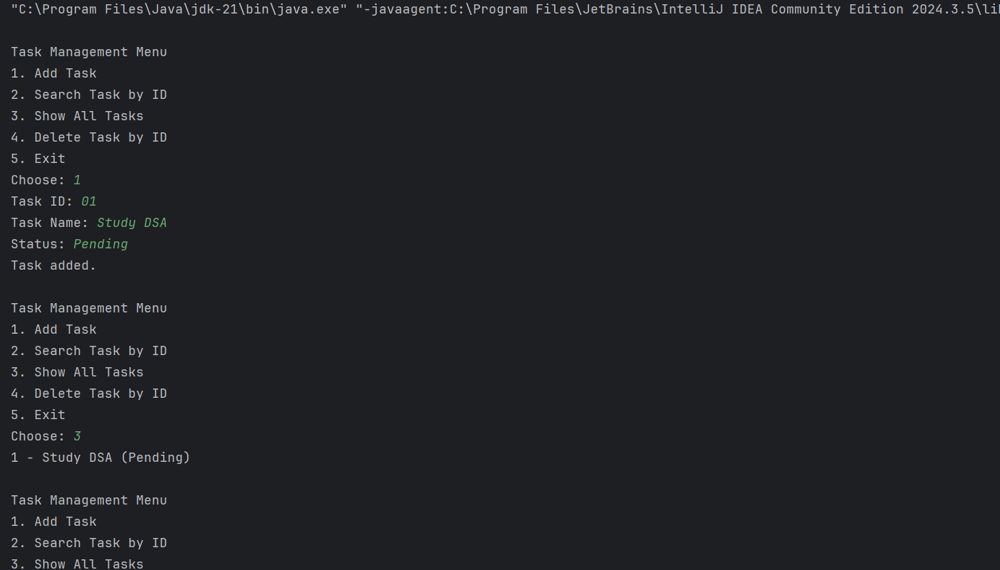 "C:\Program Files\Java\jdk-21\bin\java.exe" "-javaagent:C:\Program Files\JetBrains\IntelliJ IDEA Community Edition 2024.3.5\li
Task Management Menu
1. Add Task
2. Search Task by ID
3. Show All Tasks
4. Delete Task by ID
5. Exit
Choose: 1
Task ID: 01
Task Name: Study DSA
Status: Pending
Task added.
Task Management Menu
1. Add Task
2. Search Task by ID
3. Show All Tasks
4. Delete Task by ID
5. Exit
Choose: 3
1 - Study DSA (Pending)
Task Management Menu
1. Add Task
2. Search Task by ID
3. Show All Tasks